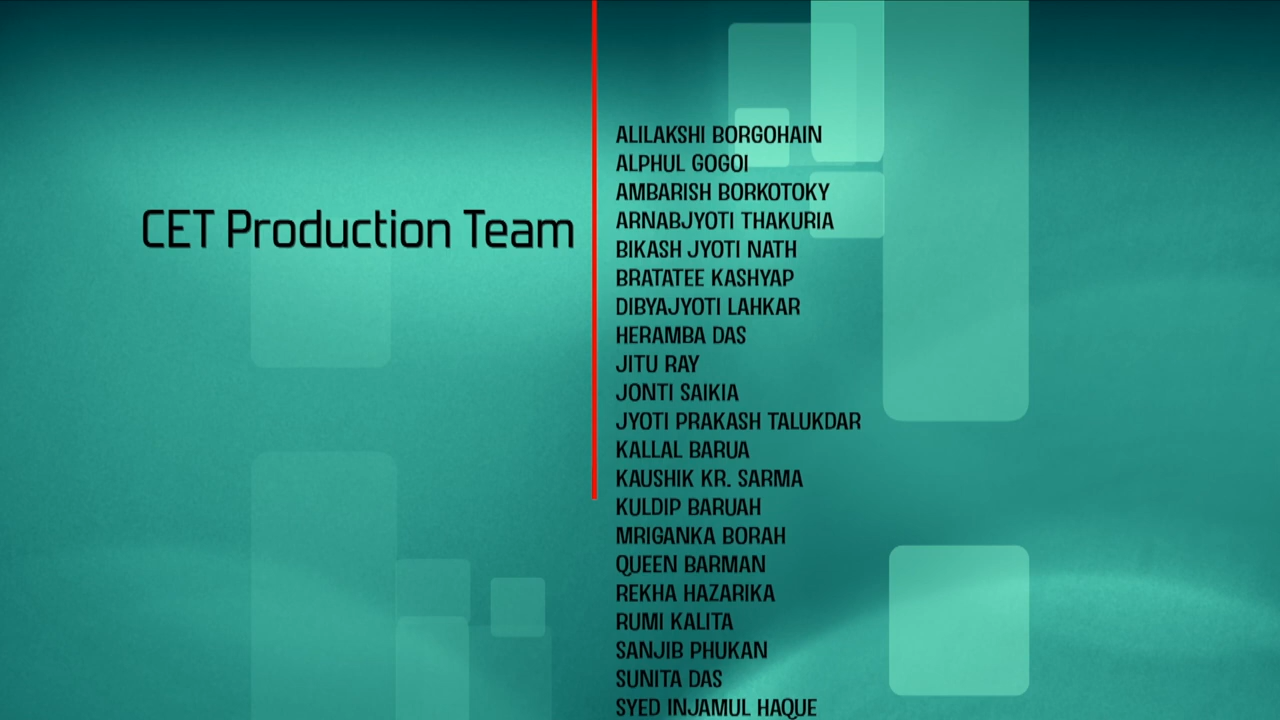 CET Production Team
ALILAKSHI BORGOHAIN
ALPHUL GOGOI
AMBARISH BORKOTOKY
ARNABJYOTI THAKURIA
BIKASH JYOTI NATH
BRATATEE KASHYAP
DIBYAJYOTI LAHKAR
HERAMBA DAS
JITU RAY
JONTI SAIKIA
JYOTI PRAKASH TALUKDAR
KALLAL BARUA
KAUSHIK KR. SARMA
KULDIP BARUAH
MRIGANKA BORAH
QUEEN BARMAN
REKHA HAZARIKA
RUMI KALITA
SANJIB PHUKAN
SUNITA DAS
SYED INJAMUL HAQUE